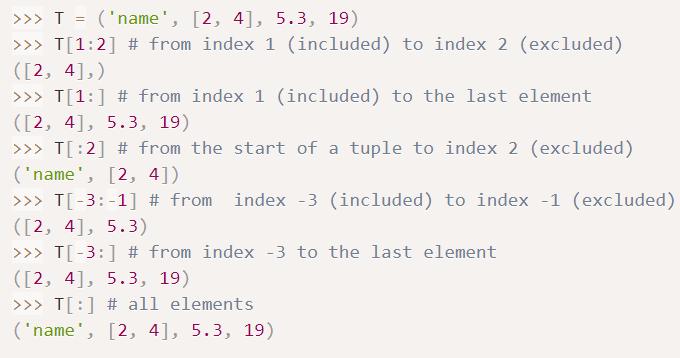 >>> T = ('name', [2, 4], 5.3, 19)
>>> T[1:2] # from index 1 (included) to index 2 (excluded)
([2, 4],)
>>> T[1:] # from index 1 (included) to the last element
([2, 4], 5.3, 19)
>>> T[:2] # from the start of a tuple to index 2 (excluded)
('name', [2, 4])
>>> T[-3:-1] # from  index -3 (included) to index -1 (excluded)
([2, 4], 5.3)
>>> T[-3:] # from index -3 to the last element
([2, 4], 5.3, 19)
>>> T[:] # all elements
('name', [2, 4], 5.3, 19)